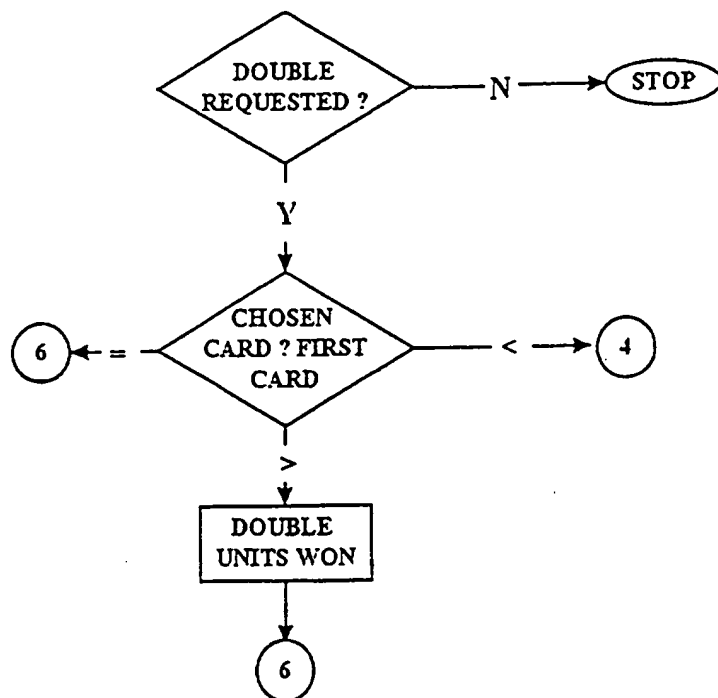 DOUBLE
REQUESTED ?
N
STOP
Y
CHOSEN
CARD ? FIRST
CARD
6
=
<
4
>
DOUBLE
UNITS WON
6